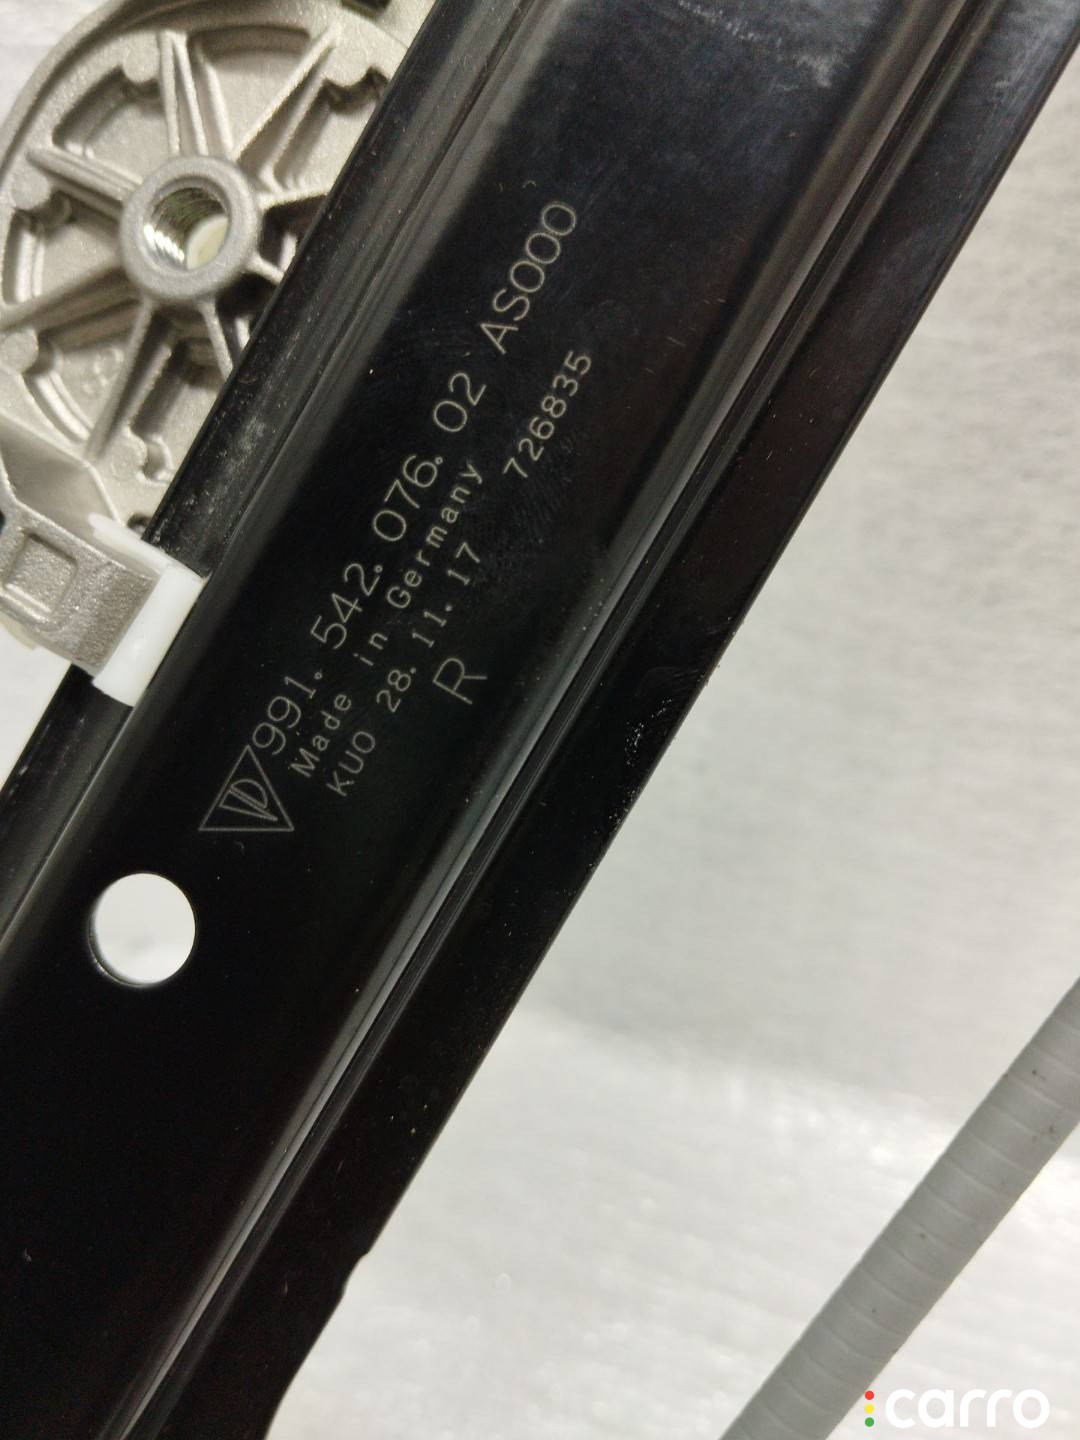 991.542.076.02 AS000
Made in Germany 726835
KUO 28.11.17
R
carro